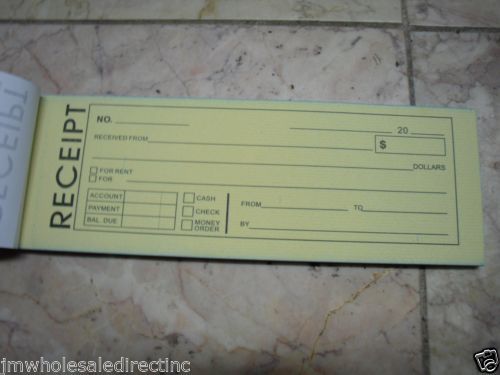 RECEIPT
NO.
20
RECEIVED FROM
$
DOLLARS
FOR RENT
FOR
ACCOUNT
PAYMENT
BAL. DUE
CASH
CHECK
MONEY ORDER
FROM TO
BY
RECEIPT
jmwholesaledirectinc